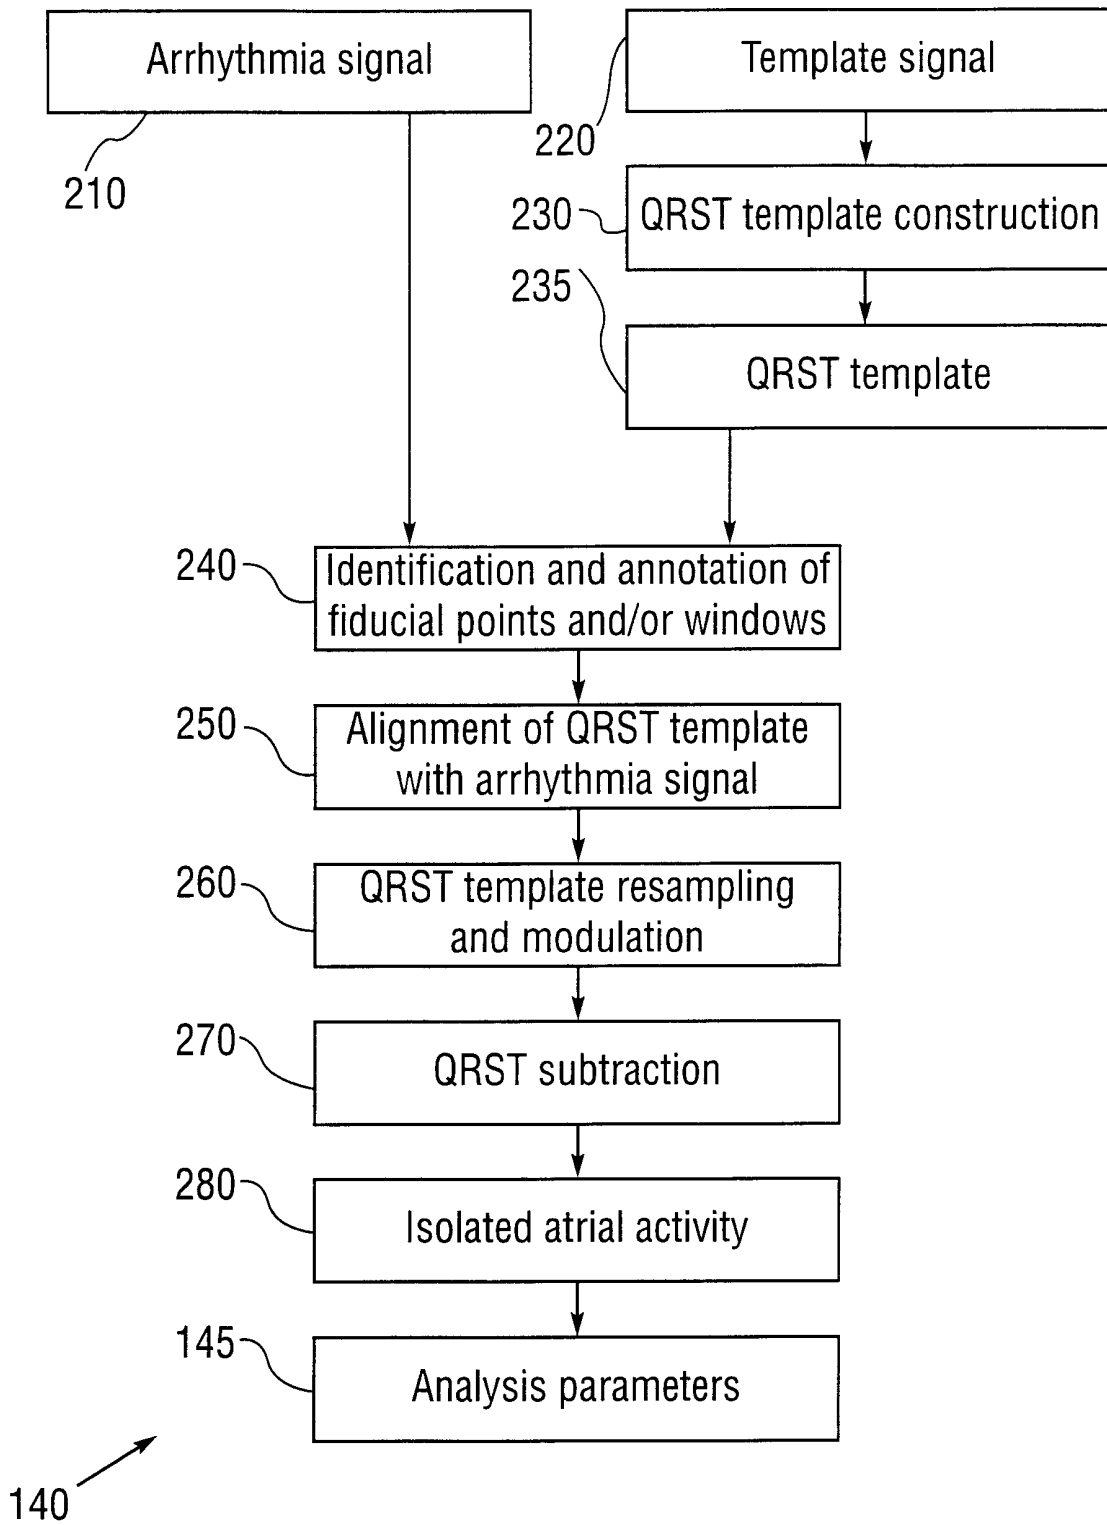 Arrhythmia signal
210
Template signal
220
230
QRST template construction
235
QRST template
240
Identification and annotation of
fiducial points and/or windows
250
Alignment of QRST template
with arrhythmia signal
260
QRST template resampling
and modulation
270
QRST subtraction
280
Isolated atrial activity
145
Analysis parameters
140